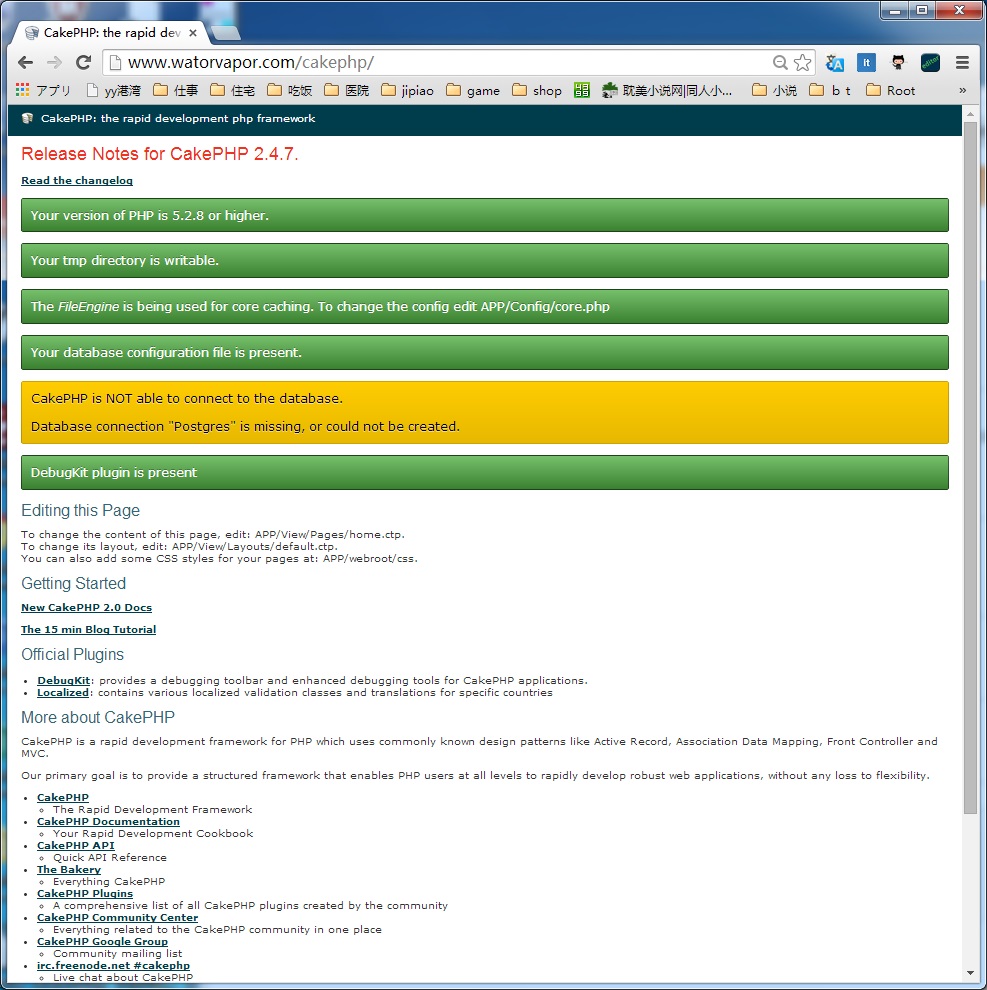 CakePHP: the rapid dev
www.watorvapor.com/cakephp/
アプリ yy港湾 仕事 住宅 吃饭 医院 jipiao game shop 耽美小说网|同人小... 小说 b t Root »
CakePHP: the rapid development php framework
Release Notes for CakePHP 2.4.7.
Read the changelog
Your version of PHP is 5.2.8 or higher.
Your tmp directory is writable.
The FileEngine is being used for core caching. To change the config edit APP/Config/core.php
Your database configuration file is present.
CakePHP is NOT able to connect to the database.
Database connection "Postgres" is missing, or could not be created.
DebugKit plugin is present
Editing this Page
To change the content of this page, edit: APP/View/Pages/home.ctp.
To change its layout, edit: APP/View/Layouts/default.ctp.
You can also add some CSS styles for your pages at: APP/webroot/css.
Getting Started
New CakePHP 2.0 Docs
The 15 min Blog Tutorial
Official Plugins
DebugKit: provides a debugging toolbar and enhanced debugging tools for CakePHP applications.
Localized: contains various localized validation classes and translations for specific countries
More about CakePHP
CakePHP is a rapid development framework for PHP which uses commonly known design patterns like Active Record, Association Data Mapping, Front Controller and
MVC.
Our primary goal is to provide a structured framework that enables PHP users at all levels to rapidly develop robust web applications, without any loss to flexibility.
CakePHP
The Rapid Development Framework
CakePHP Documentation
Your Rapid Development Cookbook
CakePHP API
Quick API Reference
The Bakery
Everything CakePHP
CakePHP Plugins
A comprehensive list of all CakePHP plugins created by the community
CakePHP Community Center
Everything related to the CakePHP community in one place
CakePHP Google Group
Community mailing list
irc.freenode.net #cakephp
Live chat about CakePHP